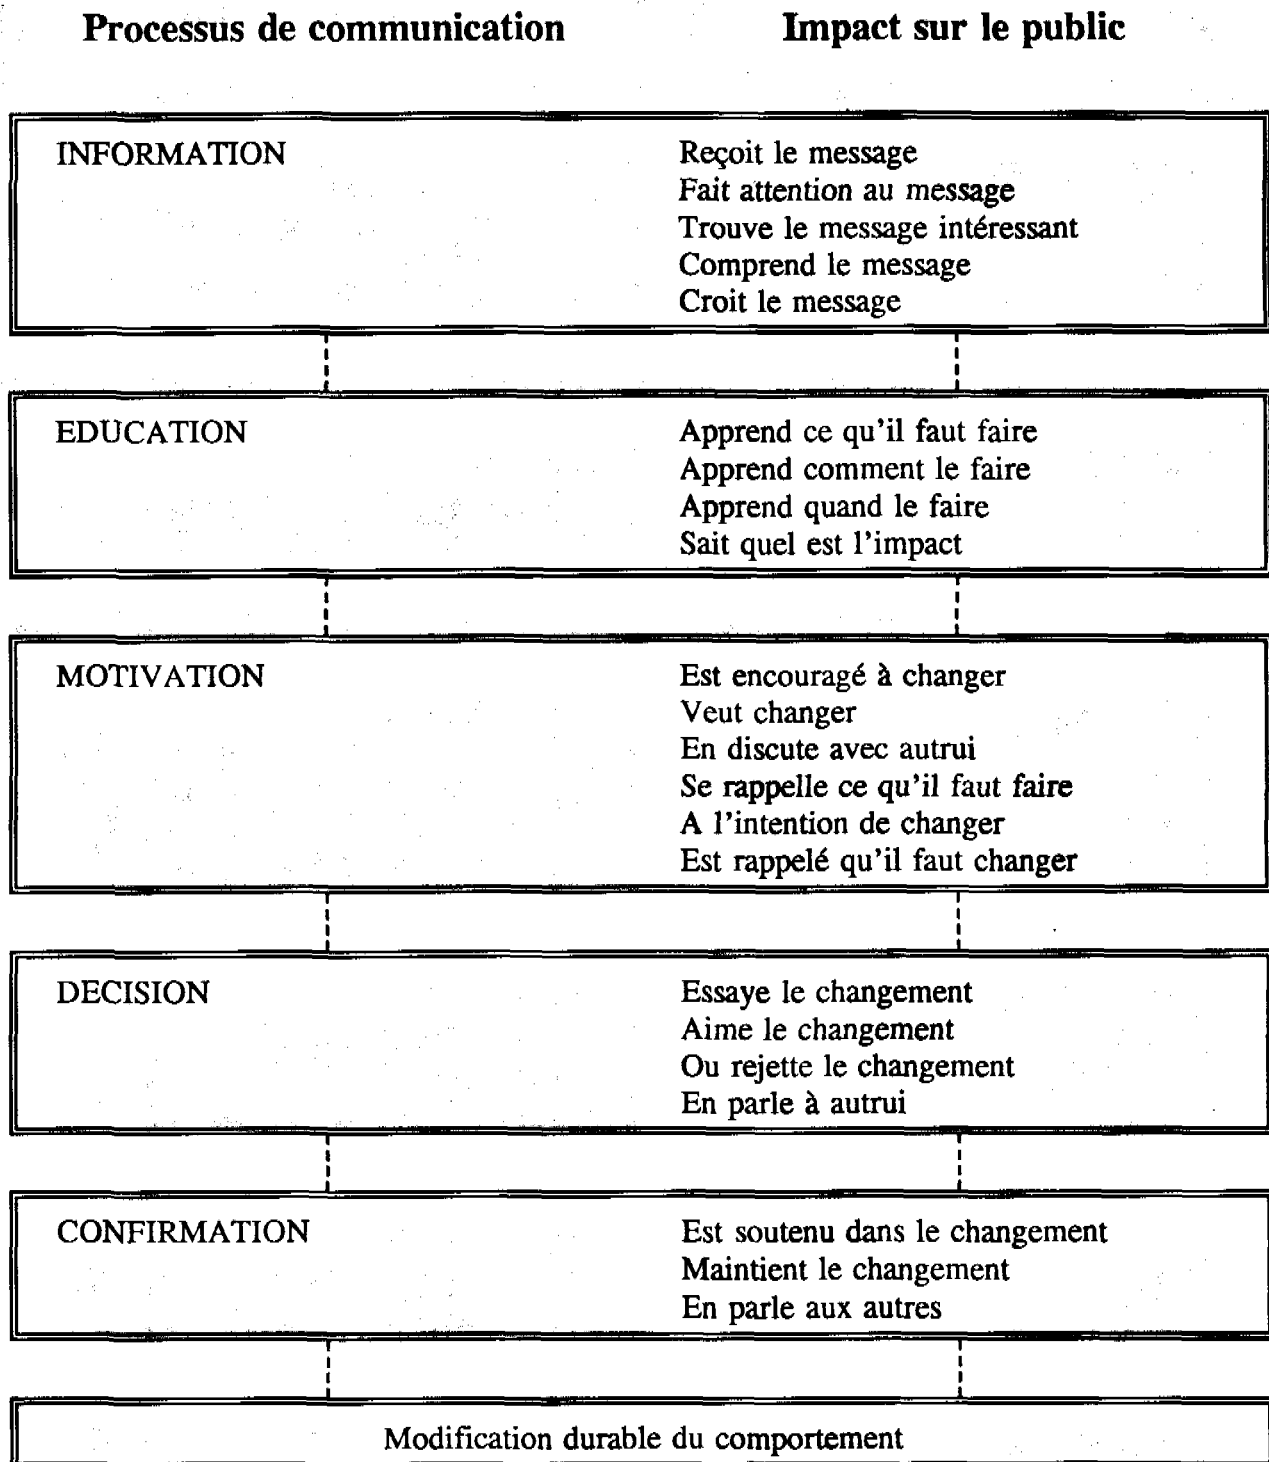 Processus de communication Impact sur le public
INFORMATION Reçoit le message
Fait attention au message
Trouve le message intéressant
Comprend le message
Croit le message
EDUCATION Apprend ce qu'il faut faire
Apprend comment le faire
Apprend quand le faire
Sait quel est l'impact
MOTIVATION Est encouragé à changer
Veut changer
En discute avec autrui
Se rappelle ce qu'il faut faire
A l'intention de changer
Est rappelé qu'il faut changer
DECISION Essaye le changement
Aime le changement
Ou rejette le changement
En parle à autrui
CONFIRMATION Est soutenu dans le changement
Maintient le changement
En parle aux autres
Modification durable du comportement